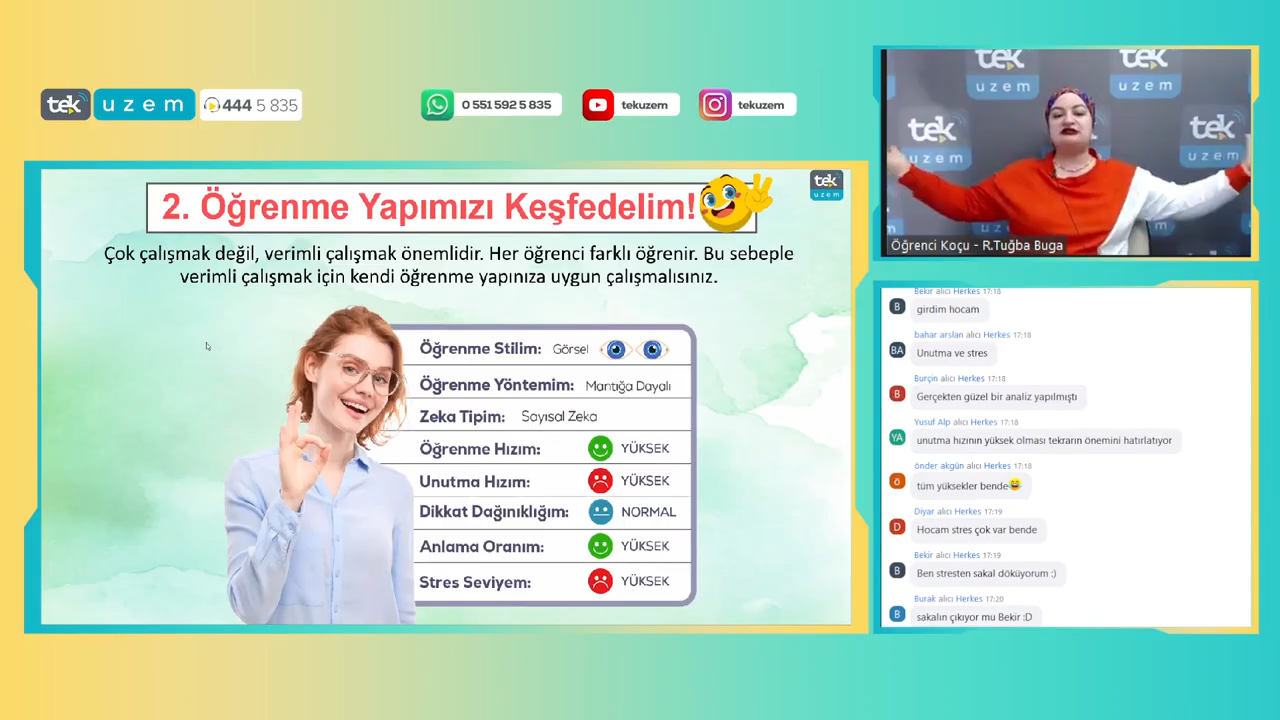 tek
uzem
444 5 835
0 551 592 5 835
tekuzem
tekuzem
tek
uzem
tek
uzem
tek
uzem
tek
uzem
Öğrenci Koçu - R.Tuğba Buga
2. Öğrenme Yapımızı Keşfedelim!
tek
uzem
Çok çalışmak değil, verimli çalışmak önemlidir. Her öğrenci farklı öğrenir. Bu sebeple
verimli çalışmak için kendi öğrenme yapınıza uygun çalışmalısınız.
Öğrenme Stilim: Görsel
Öğrenme Yöntemim: Mantığa Dayalı
Zeka Tipim: Sayısal Zeka
Öğrenme Hızım: YÜKSEK
Unutma Hızım: YÜKSEK
Dikkat Dağınıklığım: NORMAL
Anlama Oranım: YÜKSEK
Stres Seviyem: YÜKSEK
Bekir alıcı Herkes 17:18
B
girdim hocam
bahar arslan alıcı Herkes 17:18
BA
Unutma ve stres
Burçin alıcı Herkes 17:18
B
Gerçekten güzel bir analiz yapılmıştı
Yusuf Alp alıcı Herkes 17:18
YA
unutma hızının yüksek olması tekrarın önemini hatırlatıyor
önder akgün alıcı Herkes 17:18
ö
tüm yüksekler bende😅
Diyar alıcı Herkes 17:19
D
Hocam stres çok var bende
Bekir alıcı Herkes 17:19
B
Ben stresten sakal döküyorum :)
Burak alıcı Herkes 17:20
B
sakalın çıkıyor mu Bekir :D